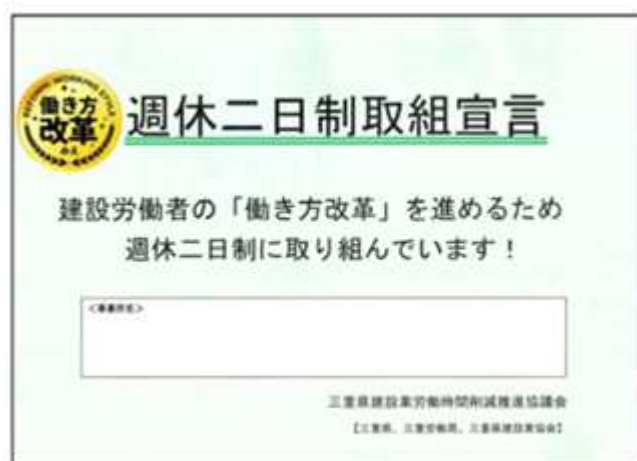 働き方
改革
週休二日制取組宣言
建設労働者の「働き方改革」を進めるため
週休二日制に取り組んでいます！
三重県建設業労働時間削減推進協議会
【三重県、三重労働局、三重県建設業協会】